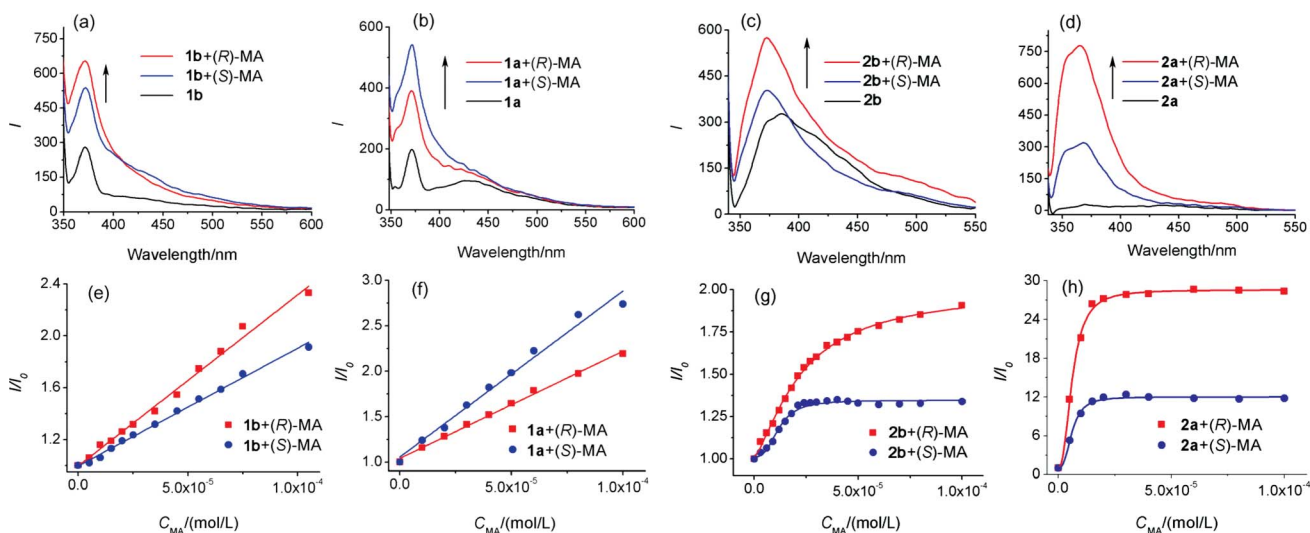 (a)
750
600
450
300
150
0
I
1b+(R)-MA
1b+(S)-MA
1b
350 400 450 500 550 600
Wavelength/nm
(b)
600
400
200
0
I
1a+(R)-MA
1a+(S)-MA
1a
350 400 450 500 550 600
Wavelength/nm
(c)
600
450
300
150
0
I
2b+(R)-MA
2b+(S)-MA
2b
350 400 450 500 550
Wavelength/nm
(d)
750
600
450
300
150
0
I
2a+(R)-MA
2a+(S)-MA
2a
350 400 450 500 550
Wavelength/nm
(e)
2.4
2.0
1.6
1.2
I/I0
1b+(R)-MA
1b+(S)-MA
0.0 5.0x10-5 1.0x10-4
CMA/(mol/L)
(f)
3.0
2.5
2.0
1.5
1.0
I/I0
1a+(R)-MA
1a+(S)-MA
0.0 5.0x10-5 1.0x10-4
CMA/(mol/L)
(g)
2.00
1.75
1.50
1.25
1.00
I/I0
2b+(R)-MA
2b+(S)-MA
0.0 5.0x10-5 1.0x10-4
CMA/(mol/L)
(h)
30
24
18
12
6
0
I/I0
2a+(R)-MA
2a+(S)-MA
0.0 5.0x10-5 1.0x10-4
CMA/(mol/L)